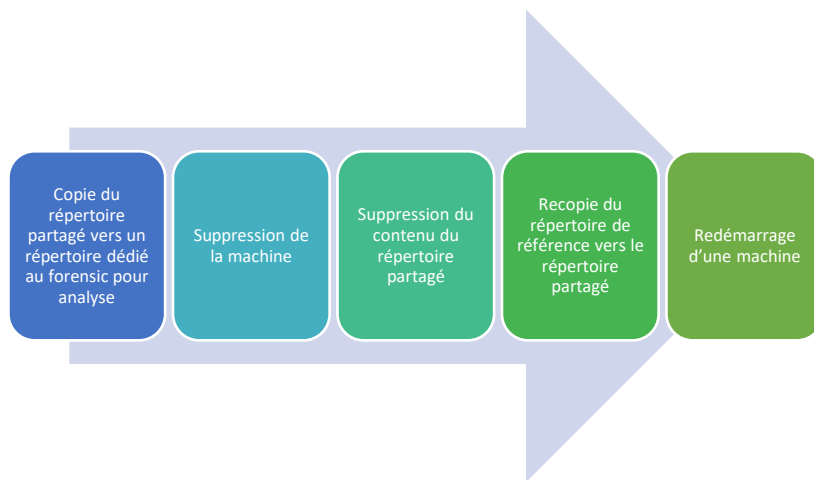 Copie du
répertoire
partagé vers un
répertoire dédié
au forensic pour
analyse
Suppression de
la machine
Suppression du
contenu du
répertoire
partagé
Recopie du
répertoire de
référence vers le
répertoire
partagé
Redémarrage
d’une machine